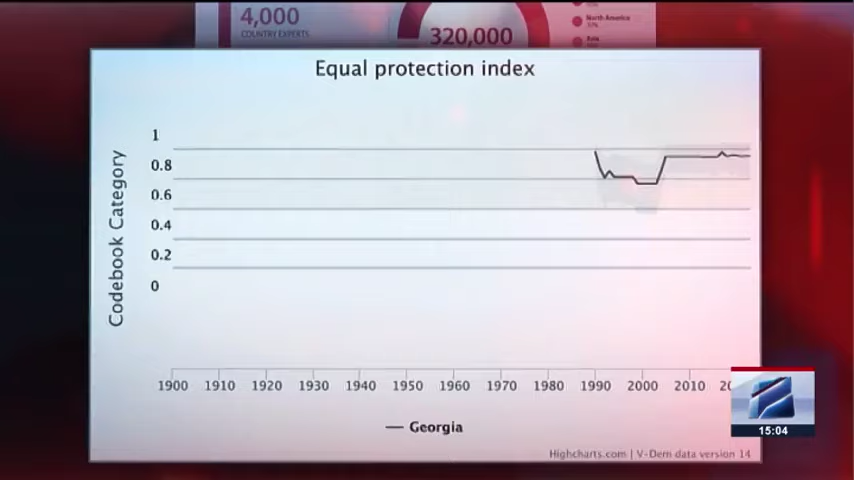 4,000
COUNTRY EXPERTS
320,000
North America
Equal protection index
Codebook Category
1
0.8
0.6
0.4
0.2
0
1900 1910 1920 1930 1940 1950 1960 1970 1980 1990 2000 2010
Georgia
Highcharts.com | V-Dem data version 14
15:04